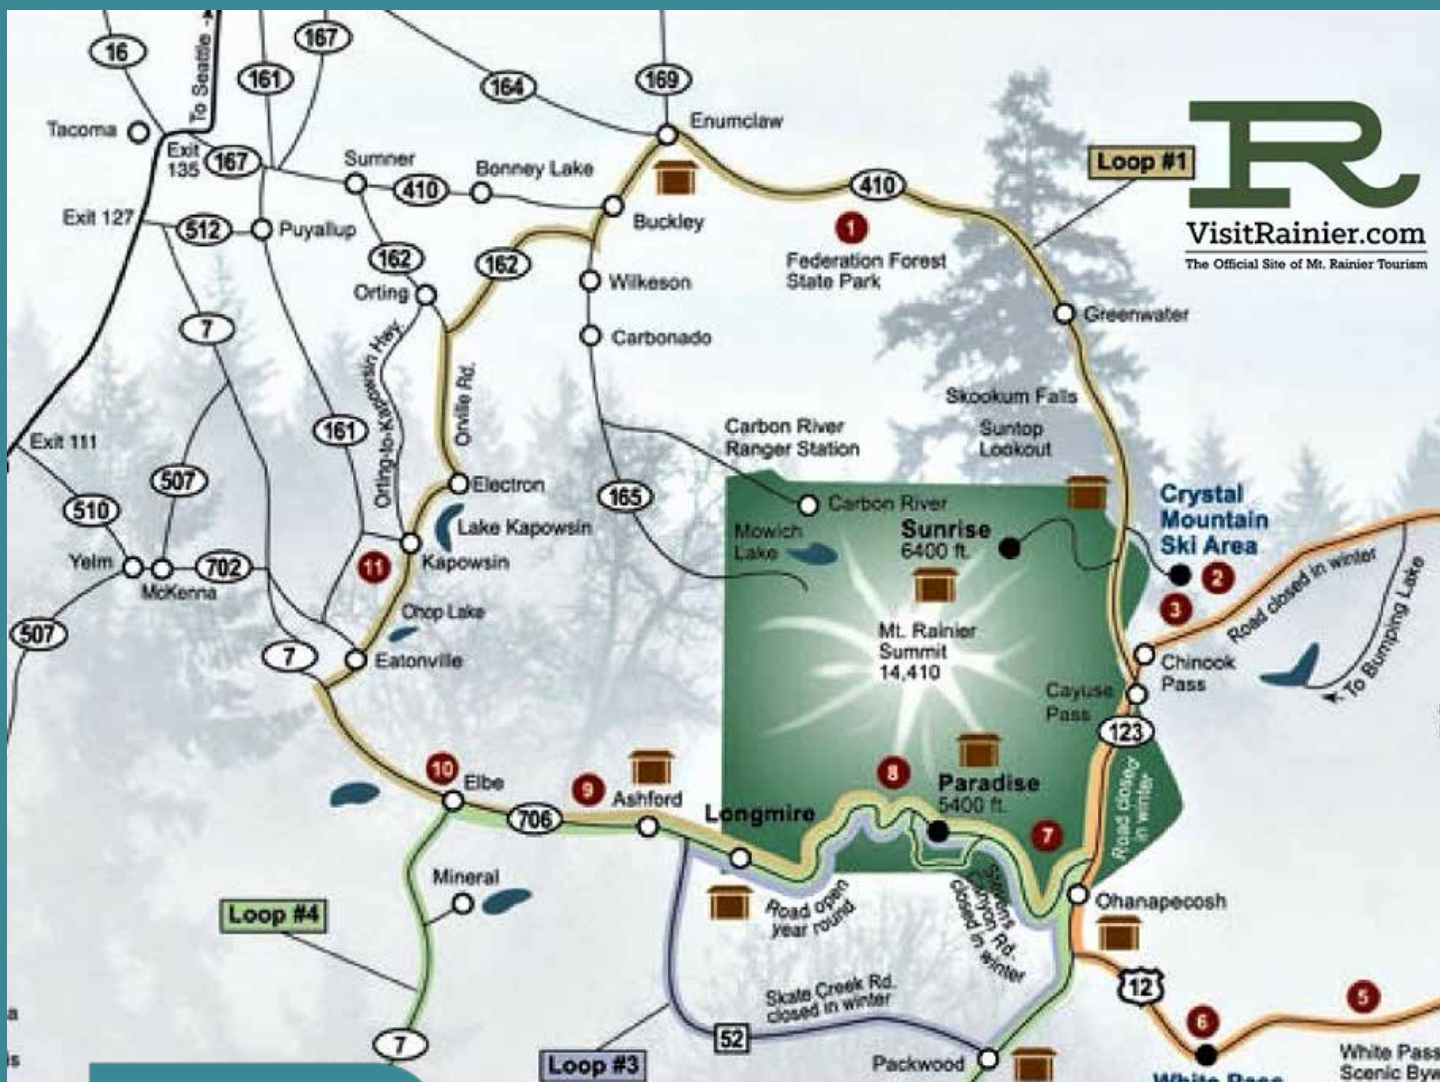 16
To Seattle
161
167
164
169
Tacoma
Exit
135
167
Sumner
410
Bonney Lake
Enumclaw
Buckley
410
Loop #1
R
VisitRainier.com
The Official Site of Mt. Rainier Tourism
Exit 127
512
Puyallup
162
162
Orting
Wilkeson
Carbonado
1
Federation Forest
State Park
Greenwater
7
Orting-to-Kapowsin Hwy.
Orville Rd.
161
Exit 111
507
510
Yelm
McKenna
702
507
Electron
Lake Kapowsin
Kapowsin
11
Ohop Lake
7
Eatonville
165
Carbon River
Ranger Station
Skookum Falls
Suntop
Lookout
Carbon River
Mowich
Lake
Sunrise
6400 ft.
Mt. Rainier
Summit
14,410
Crystal
Mountain
Ski Area
2
3
Road closed in winter
To Bumping Lake
Chinook
Pass
Cayuse
Pass
123
Road closed
in winter
10
Elbe
706
9
Ashford
Longmire
8
Paradise
5400 ft.
7
Ohanapecosh
Mineral
Loop #4
7
Road open
year round
Stevens
Canyon Rd.
closed in winter
Skate Creek Rd.
closed in winter
52
Loop #3
Packwood
12
6
5
White Pass
White Pass
Scenic Byw